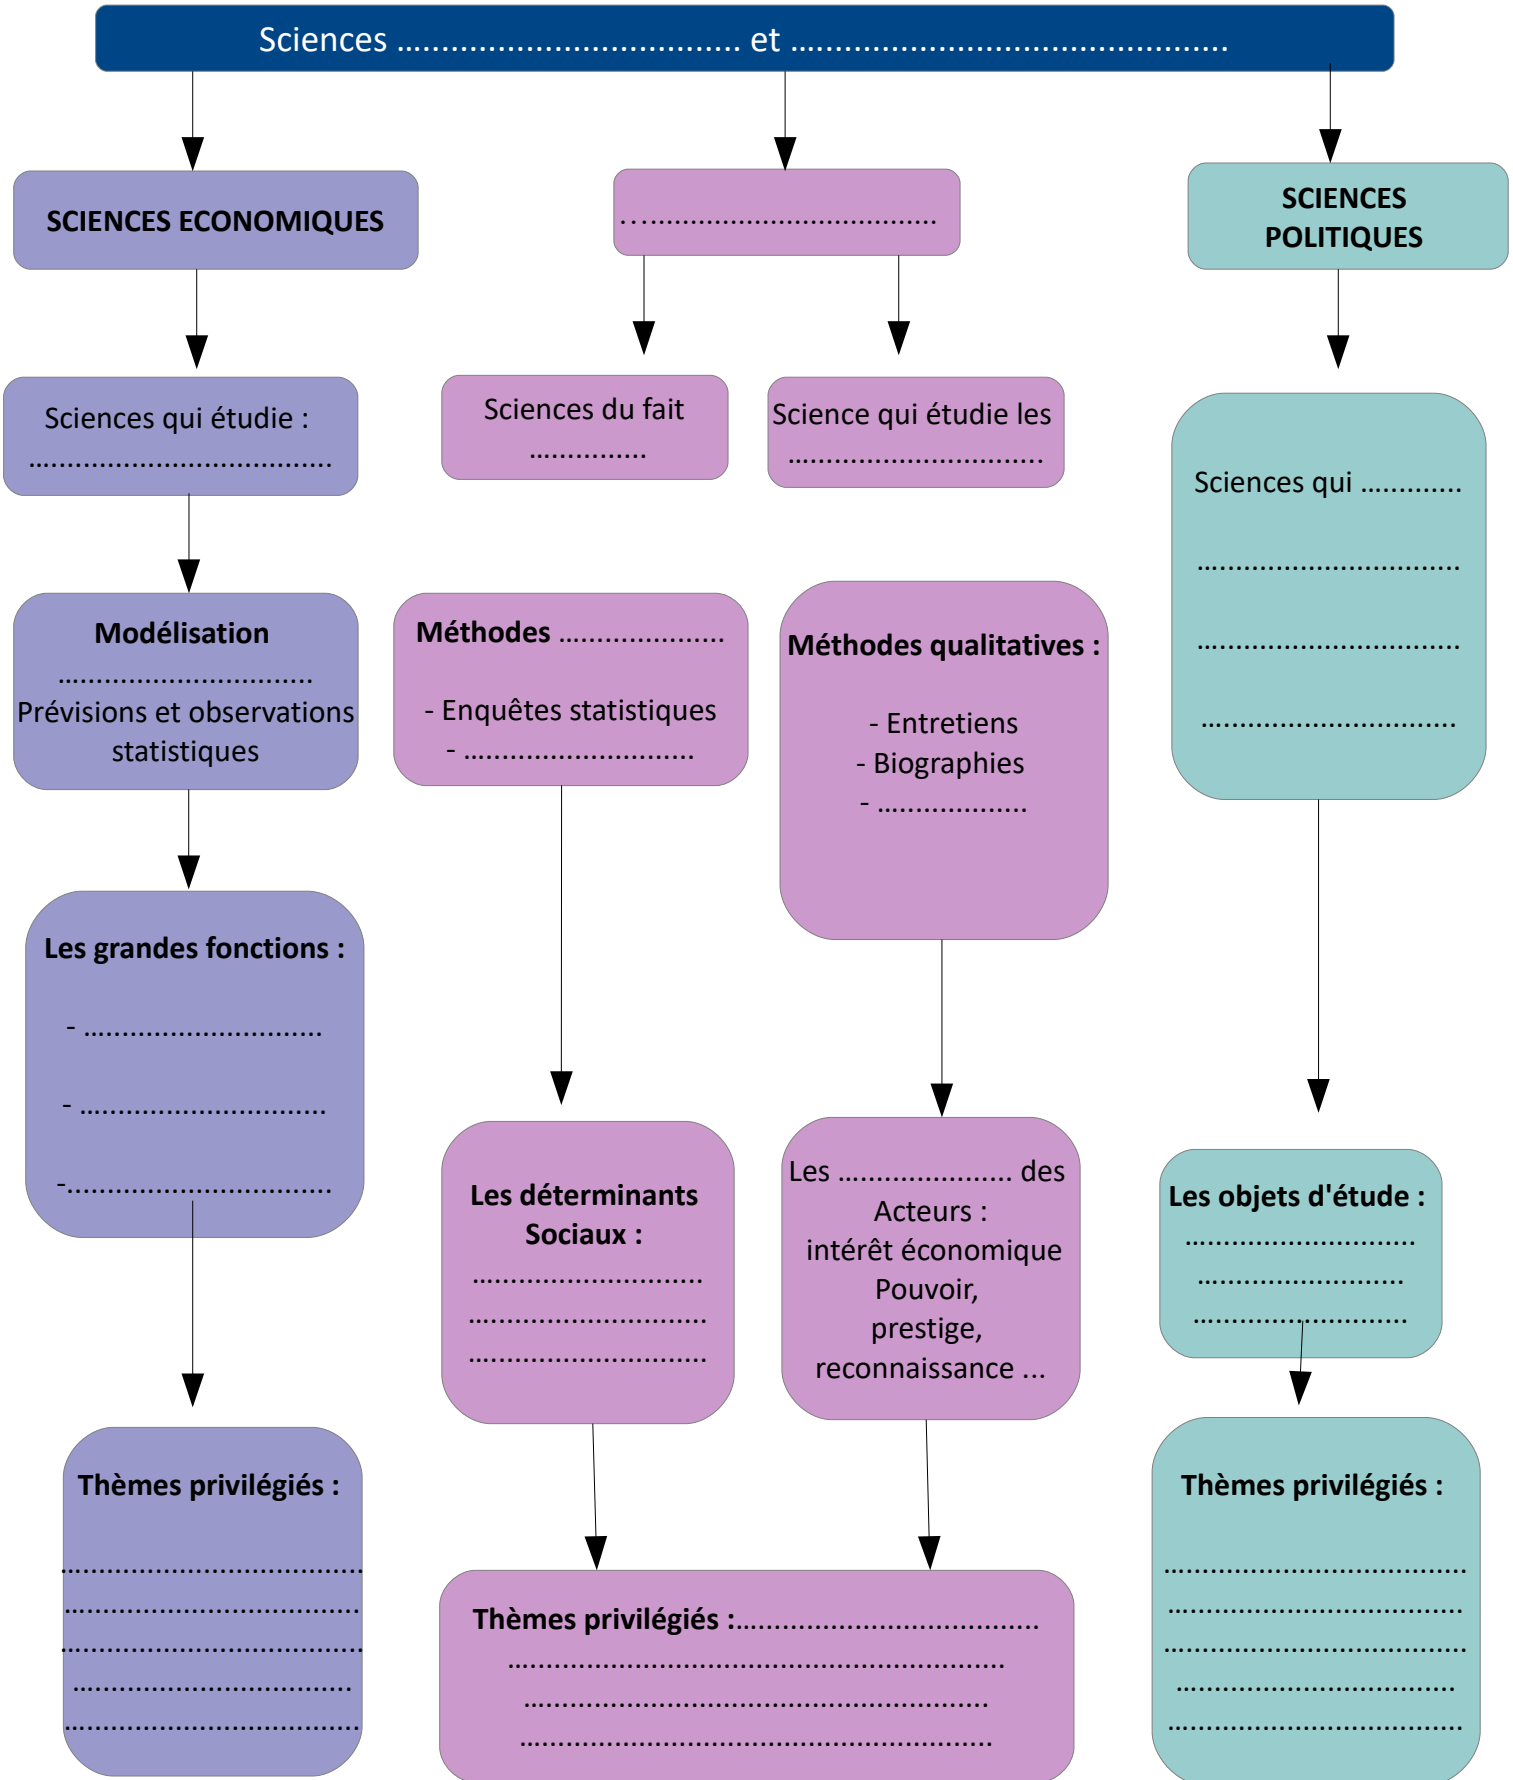 Sciences ........................................ et ..................................................
SCIENCES ECONOMIQUES
.....................................
SCIENCES
POLITIQUES
Sciences qui étudie :
....................................
Sciences du fait
..............
Science qui étudie les
..............................
Sciences qui ............
...............................
...............................
..............................
Modélisation
..............................
Prévisions et observations
statistiques
Méthodes ....................
- Enquêtes statistiques
- ...........................
Méthodes qualitatives :
- Entretiens
- Biographies
- ..................
Les grandes fonctions :
- ............................
- .............................
-...............................
Les déterminants
Sociaux :
...........................
............................
............................
Les ..................... des
Acteurs :
intérêt économique
Pouvoir,
prestige,
reconnaissance ...
Les objets d'étude :
...........................
........................
.........................
Thèmes privilégiés :
....................................
...................................
....................................
.................................
...................................
Thèmes privilégiés :....................................
...........................................................
.......................................................
........................................................
Thèmes privilégiés :
....................................
...................................
....................................
.................................
...................................